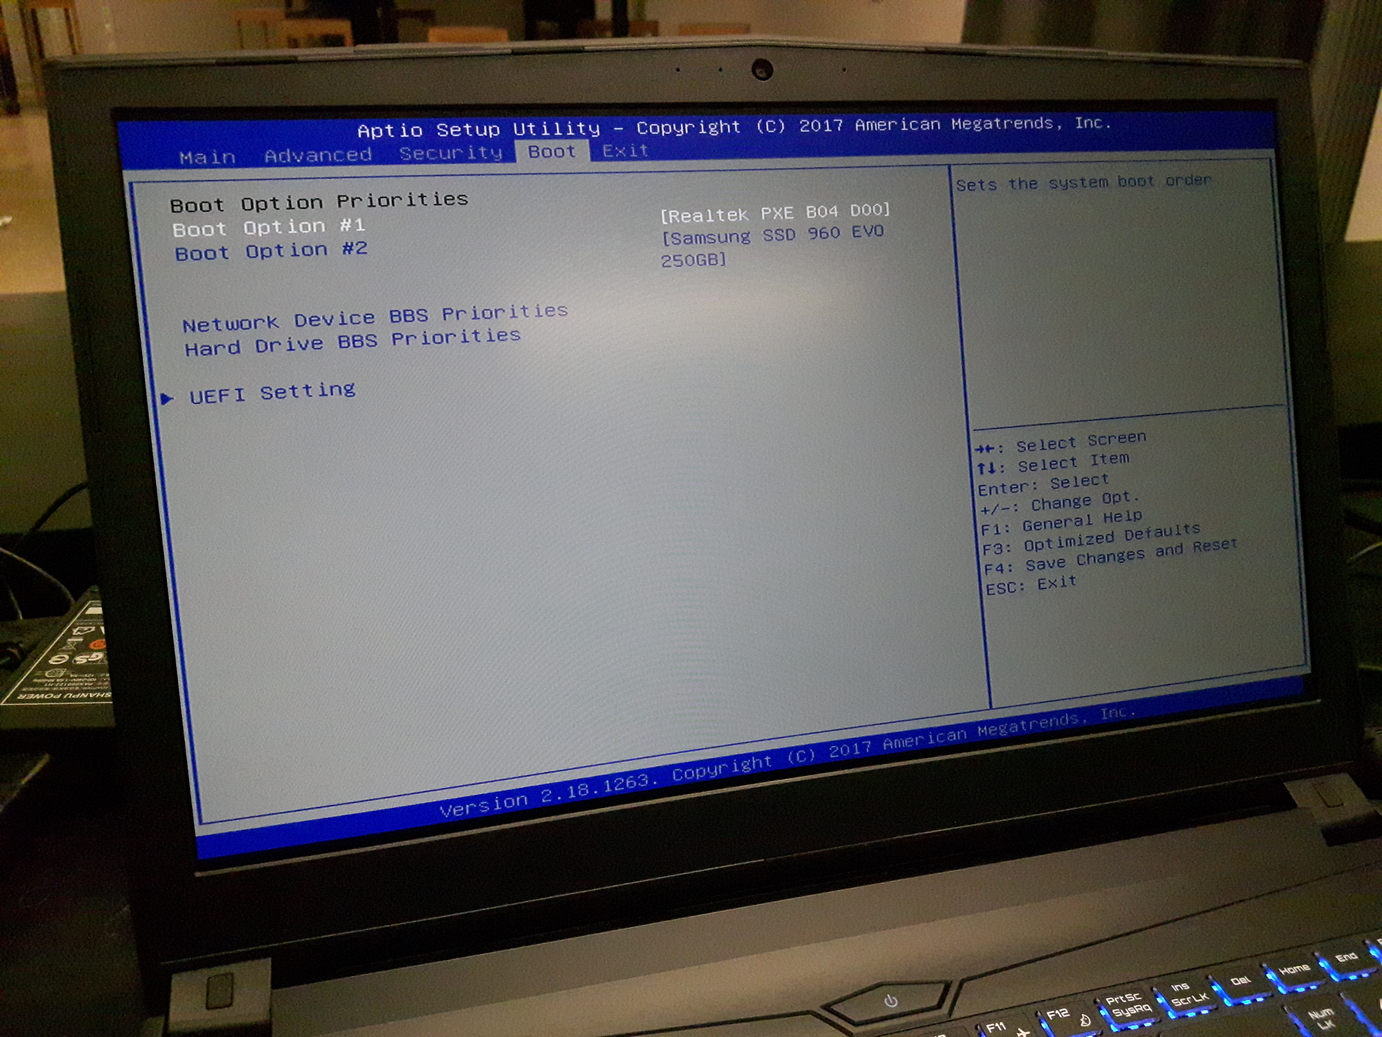 Aptio Setup Utility – Copyright (C) 2017 American Megatrends, Inc.
Main Advanced Security Boot Exit
Boot Option Priorities
Boot Option #1 [Realtek PXE B04 D00]
Boot Option #2 [Samsung SSD 960 EVO
250GB]
Network Device BBS Priorities
Hard Drive BBS Priorities
► UEFI Setting
Sets the system boot order
→←: Select Screen
↑↓: Select Item
Enter: Select
+/-: Change Opt.
F1: General Help
F3: Optimized Defaults
F4: Save Changes and Reset
ESC: Exit
Version 2.18.1263. Copyright (C) 2017 American Megatrends, Inc.
SHANPU POWER
F11
F12
PrtSc
SysRq
Ins
ScrLK
Del
Home
End
Num
LK